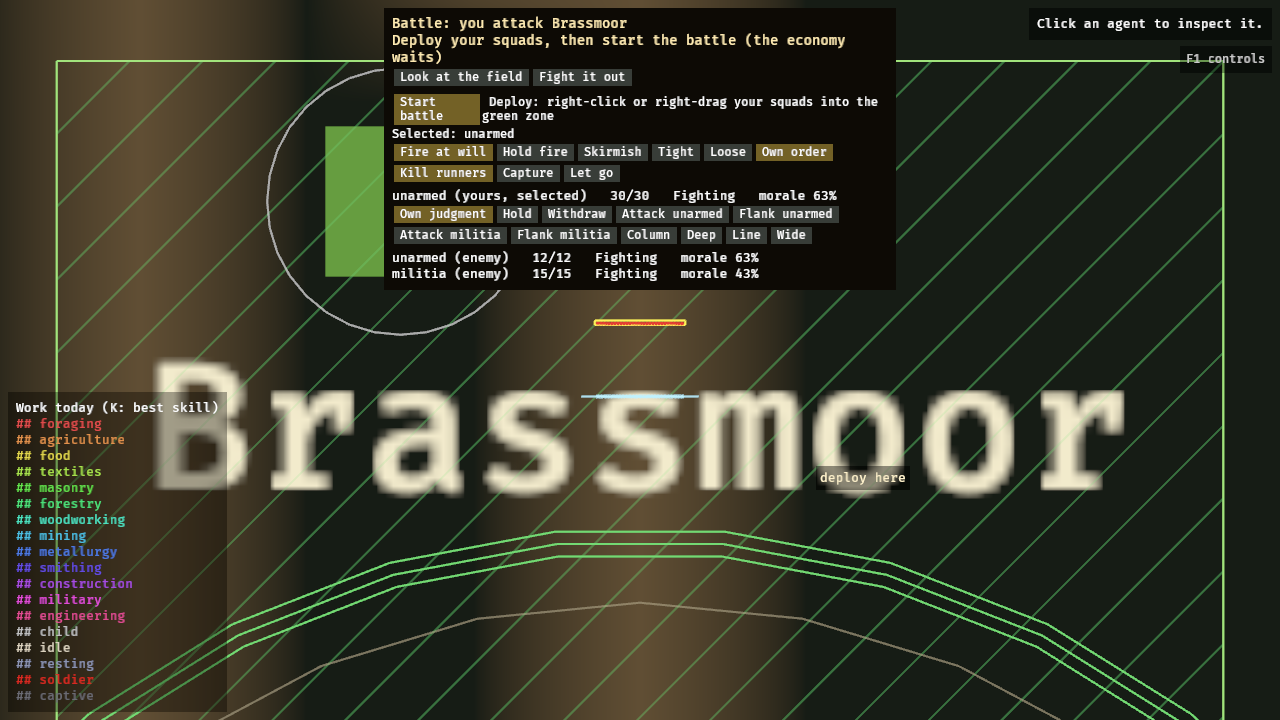 Battle: you attack Brassmoor
Deploy your squads, then start the battle (the economy
waits)
Look at the field Fight it out
Start
battle
Deploy: right-click or right-drag your squads into the
green zone
Selected: unarmed
Fire at will Hold fire Skirmish Tight Loose Own order
Kill runners Capture Let go
unarmed (yours, selected) 30/30 Fighting morale 63%
Own judgment Hold Withdraw Attack unarmed Flank unarmed
Attack militia Flank militia Column Deep Line Wide
unarmed (enemy) 12/12 Fighting morale 63%
militia (enemy) 15/15 Fighting morale 43%
Click an agent to inspect it.
F1 controls
Brassmoor
deploy here
Work today (K: best skill)
## foraging
## agriculture
## food
## textiles
## masonry
## forestry
## woodworking
## mining
## metallurgy
## smithing
## construction
## military
## engineering
## child
## idle
## resting
## soldier
## captive